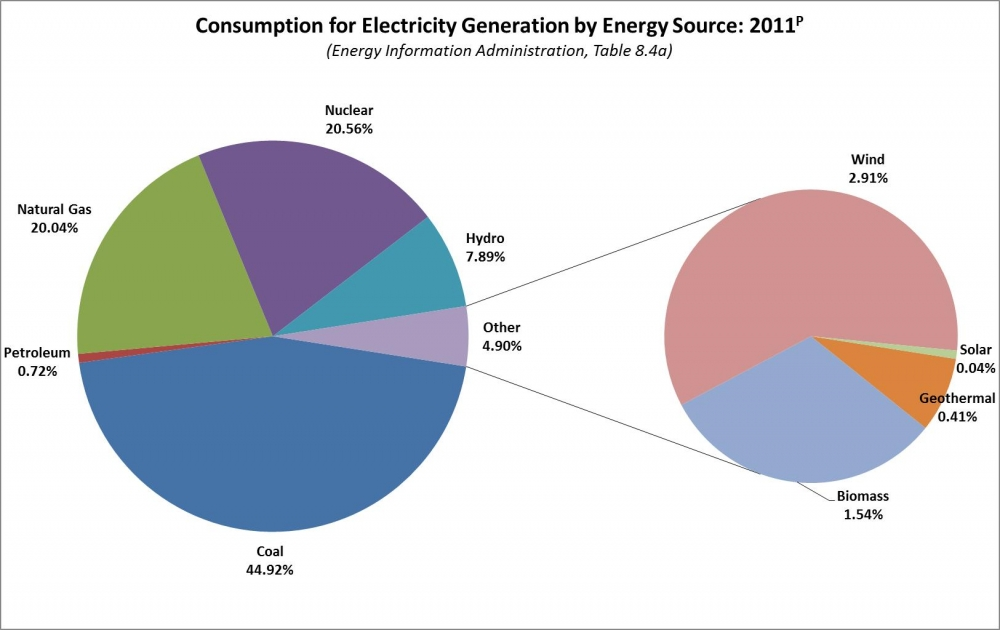 Consumption for Electricity Generation by Energy Source: 2011P
(Energy Information Administration, Table 8.4a)
Nuclear
20.56%
Wind
2.91%
Natural Gas
20.04%
Hydro
7.89%
Other
4.90%
Petroleum
0.72%
Solar
0.04%
Geothermal
0.41%
Biomass
1.54%
Coal
44.92%